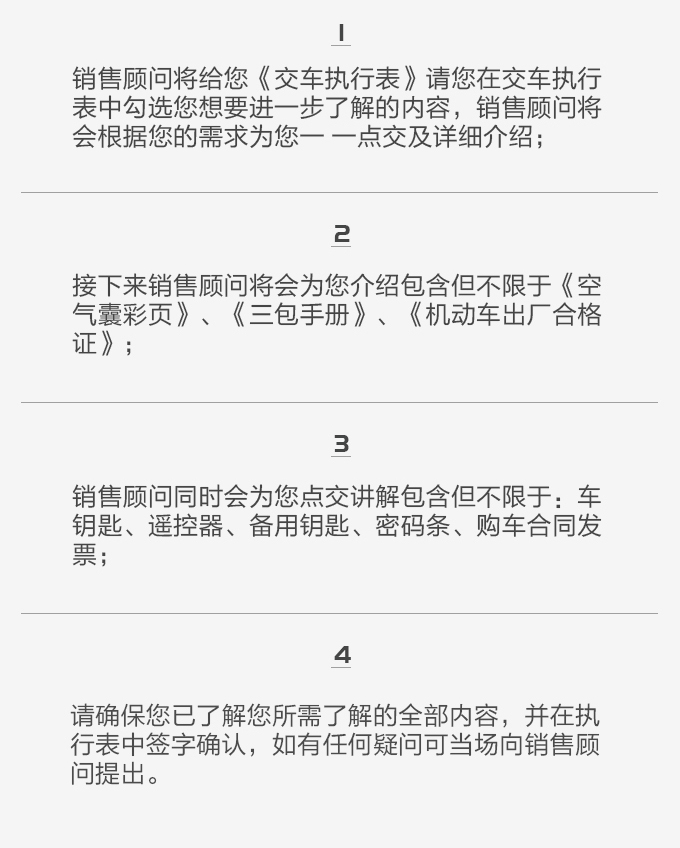 1
销售顾问将给您《交车执行表》请您在交车执行
表中勾选您想要进一步了解的内容，销售顾问将
会根据您的需求为您一 一点交及详细介绍；
2
接下来销售顾问将会为您介绍包含但不限于《空
气囊彩页》、《三包手册》、《机动车出厂合格
证》；
3
销售顾问同时会为您点交讲解包含但不限于：车
钥匙、遥控器、备用钥匙、密码条、购车合同发
票；
4
请确保您已了解您所需了解的全部内容，并在执
行表中签字确认，如有任何疑问可当场向销售顾
问提出。